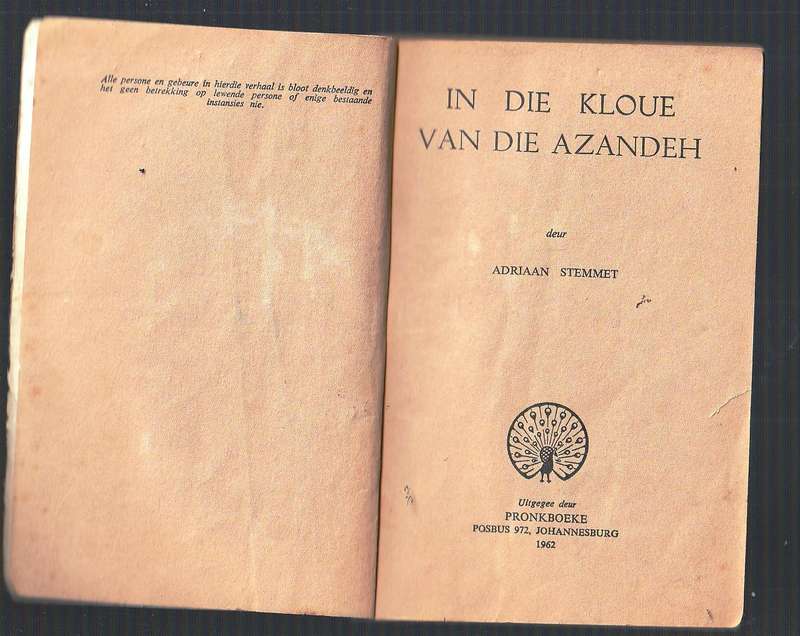 Alle persone en gebeure in hierdie verhaal is bloot denkbeeldig en
het geen betrekking op lewende persone of enige bestaande
instansies nie.
IN DIE KLOUE
VAN DIE AZANDEH
deur
ADRIAAN STEMMET
Uitgegee deur
PRONKBOEKE
POSBUS 972, JOHANNESBURG
1962